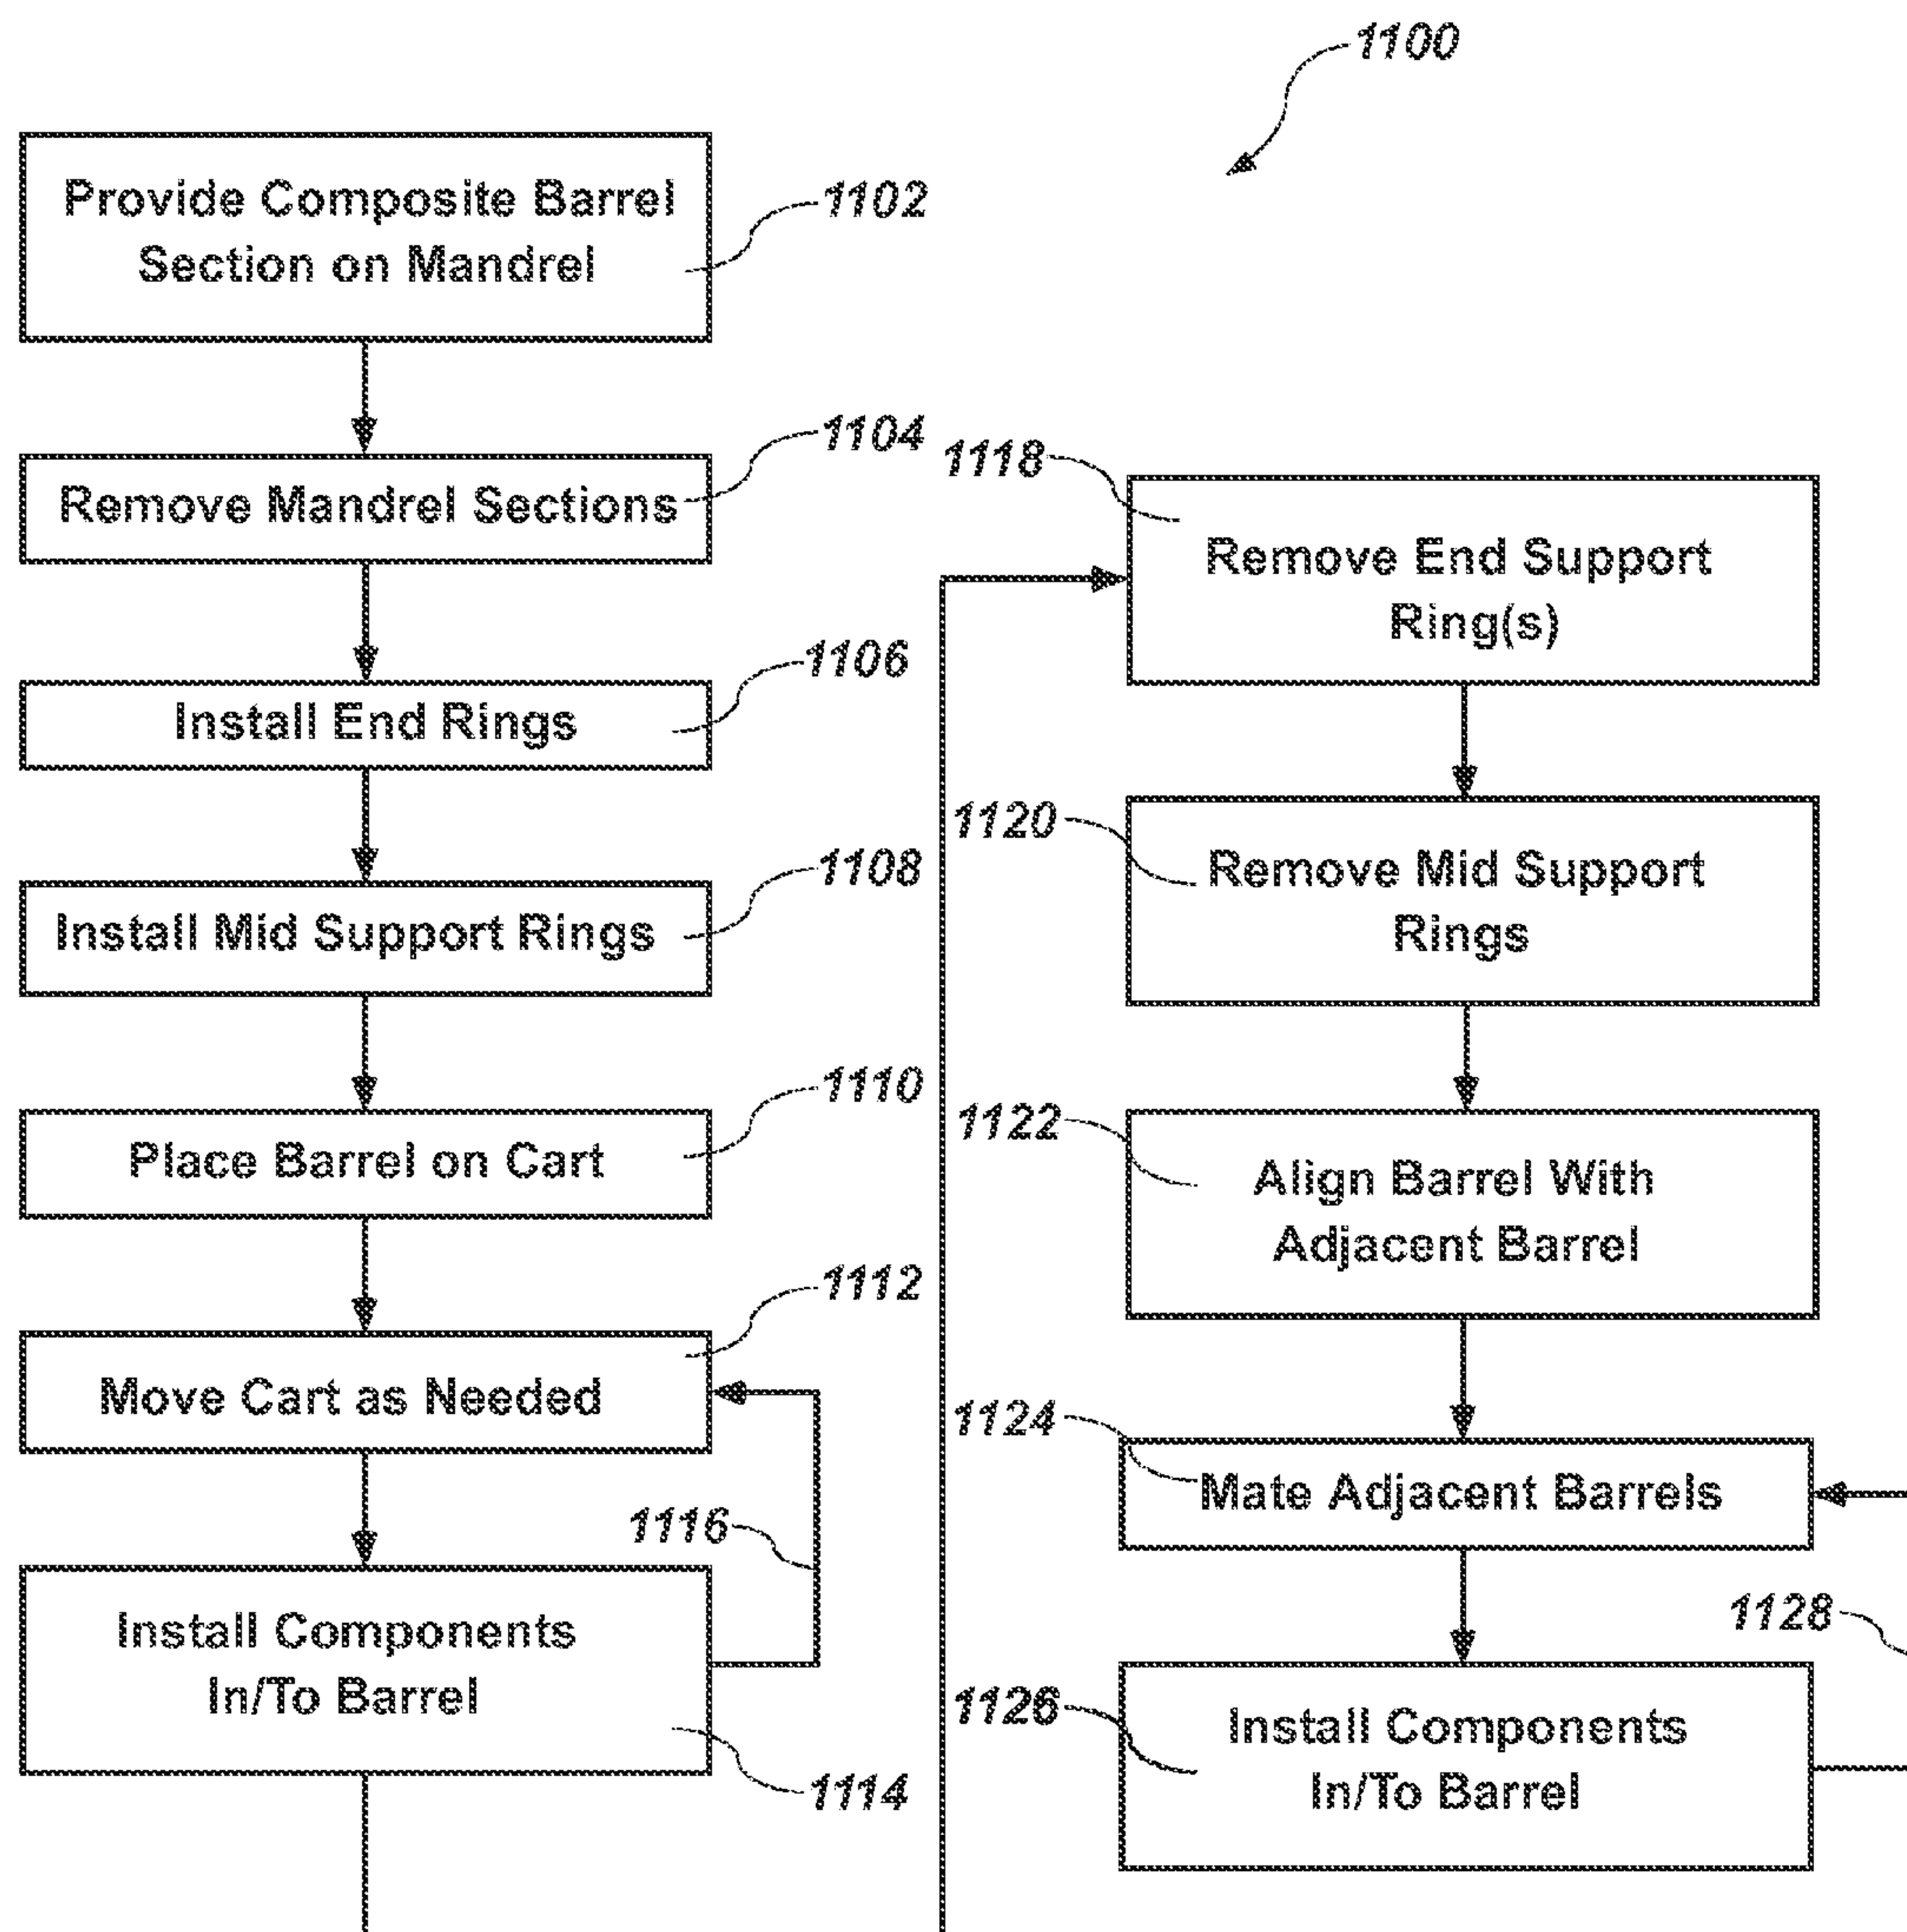 1100
Provide Composite Barrel
Section on Mandrel
1102
Remove Mandrel Sections
1104
Install End Rings
1106
Install Mid Support Rings
1108
Place Barrel on Cart
1110
Move Cart as Needed
1112
Install Components
In/To Barrel
1114
1116
1118
Remove End Support
Ring(s)
1120
Remove Mid Support
Rings
1122
Align Barrel With
Adjacent Barrel
1124
Mate Adjacent Barrels
1126
Install Components
In/To Barrel
1128